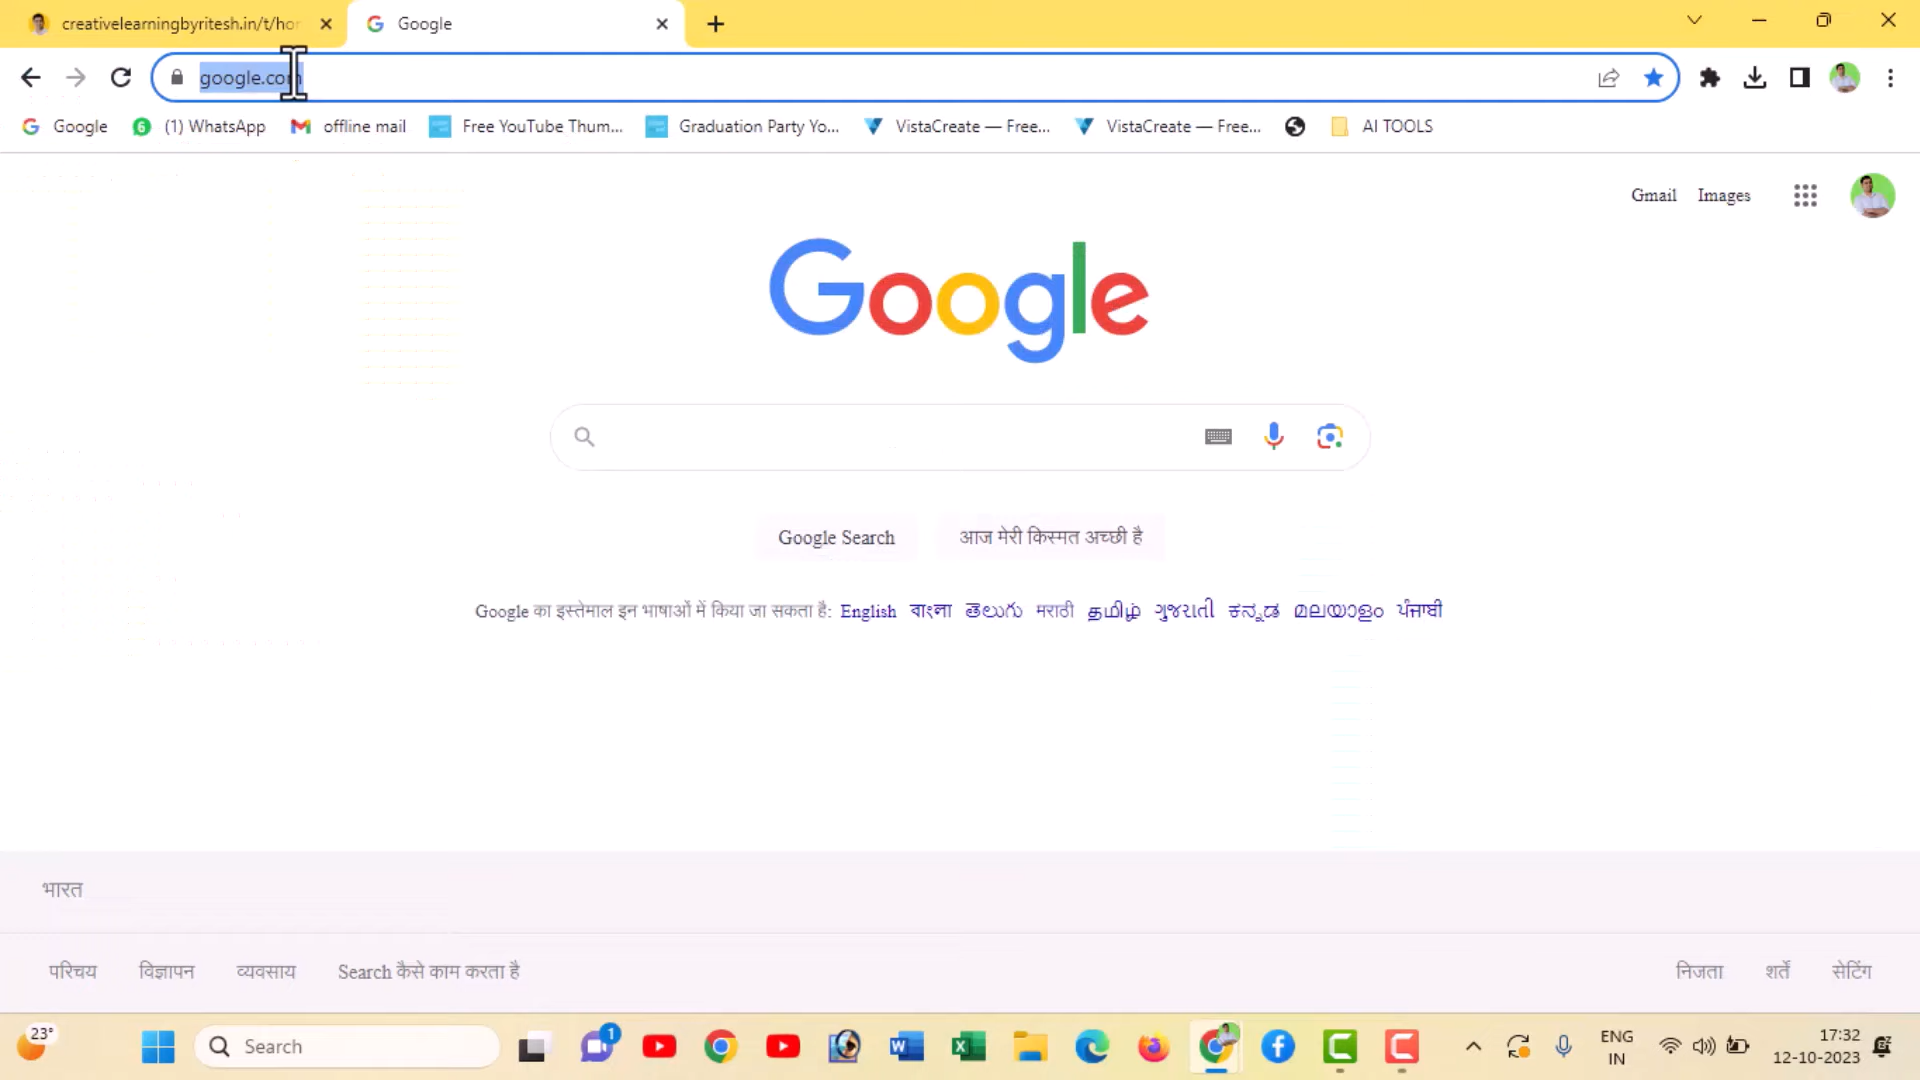 creativelearningbyritesh.in/t/hor
Google
google.com
Google
(1) WhatsApp
offline mail
Free YouTube Thum...
Graduation Party Yo...
VistaCreate — Free...
VistaCreate — Free...
AI TOOLS
Gmail
Images
Google
Google Search
आज मेरी किस्मत अच्छी है
Google का इस्तेमाल इन भाषाओं में किया जा सकता है: English বাংলা తెలుగు मराठी தமிழ் ગુજરાતી ಕನ್ನಡ മലയാളം ਪੰਜਾਬੀ
भारत
परिचय
विज्ञापन
व्यवसाय
Search कैसे काम करता है
निजता
शर्तें
सेटिंग
23°
Search
1
ENG
IN
17:32
12-10-2023